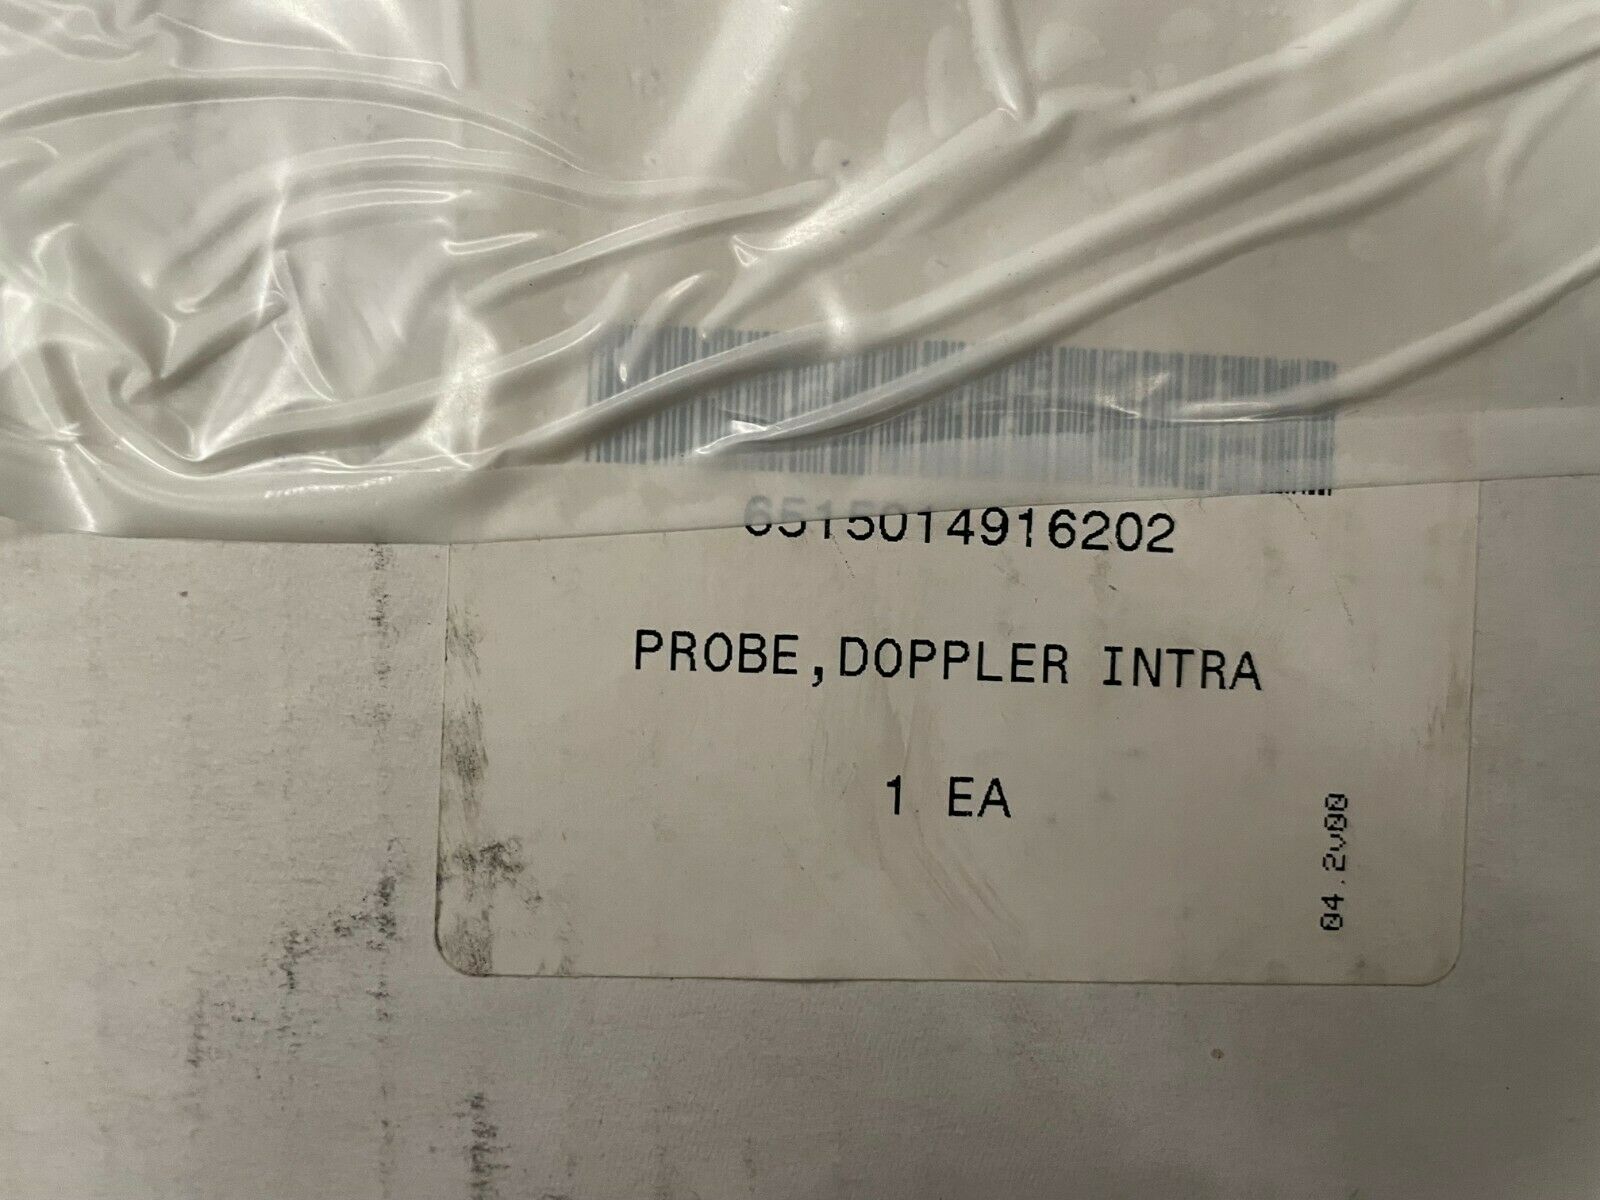 6515014916202
PROBE,DOPPLER INTRA
1 EA
04.2v00